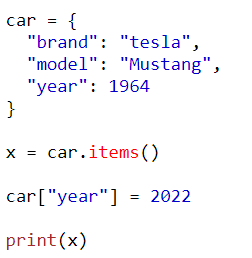 car = {
  "brand": "tesla",
  "model": "Mustang",
  "year": 1964
}
x = car.items()
car["year"] = 2022
print(x)